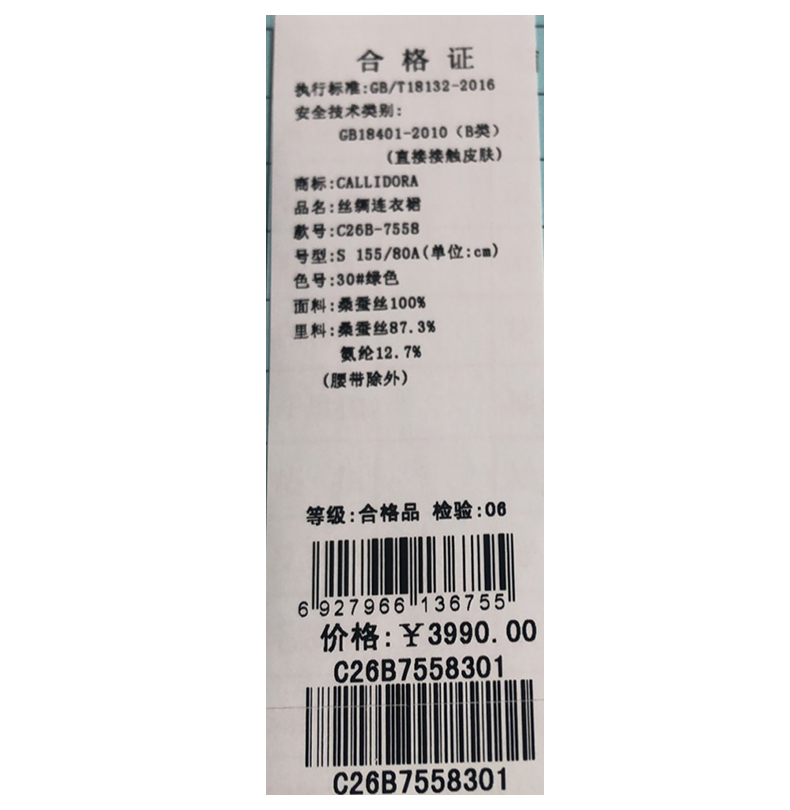 合格证
执行标准:GB/T18132-2016
安全技术类别:
GB18401-2010（B类）
(直接接触皮肤)
商标:CALLIDORA
品名:丝绸连衣裙
款号:C26B-7558
号型:S 155/80A(单位:cm)
色号:30#绿色
面料:桑蚕丝100%
里料:桑蚕丝87.3%
氨纶12.7%
(腰带除外)
等级:合格品 检验:06
6 927966 136755
价格:￥3990.00
C26B7558301
C26B7558301